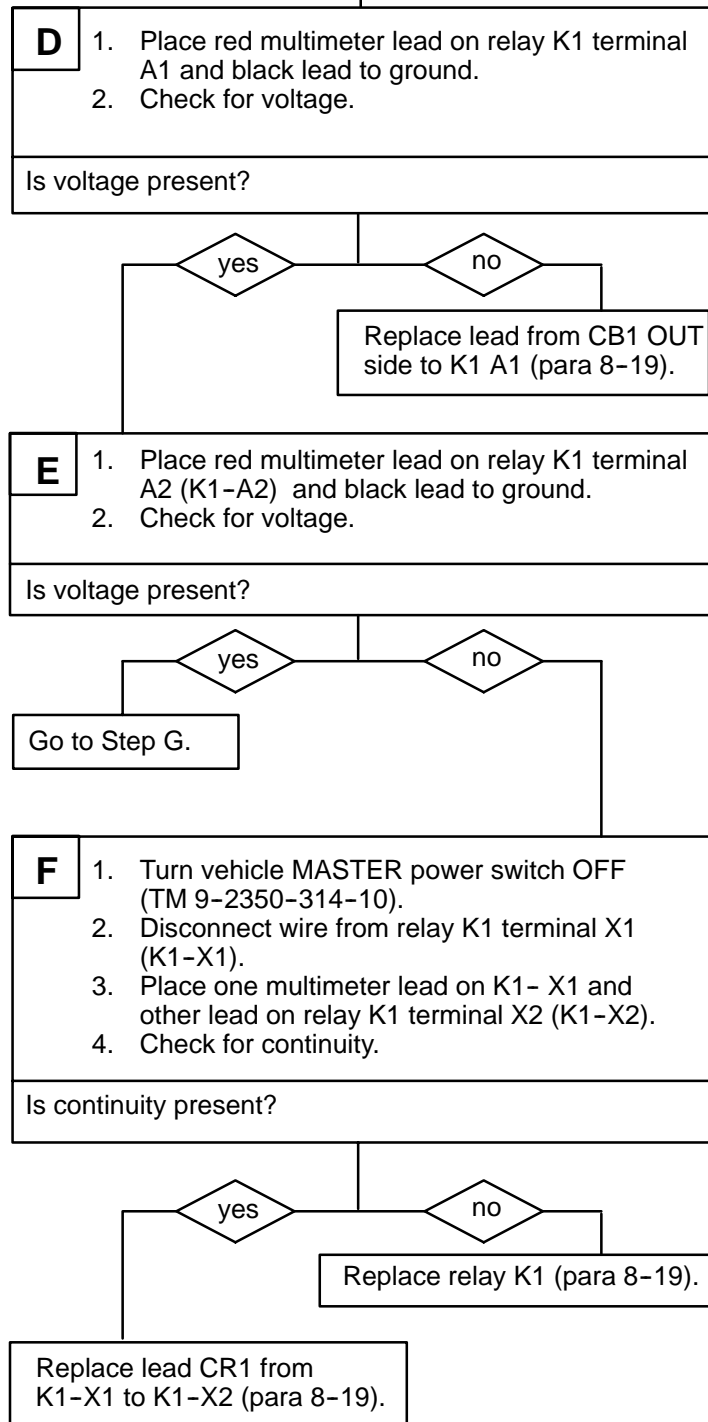 D
1. Place red multimeter lead on relay K1 terminal
A1 and black lead to ground.
2. Check for voltage.
Is voltage present?
yes
no
Replace lead from CB1 OUT
side to K1 A1 (para 8-19).
E
1. Place red multimeter lead on relay K1 terminal
A2 (K1-A2) and black lead to ground.
2. Check for voltage.
Is voltage present?
yes
no
Go to Step G.
F
1. Turn vehicle MASTER power switch OFF
(TM 9-2350-314-10).
2. Disconnect wire from relay K1 terminal X1
(K1-X1).
3. Place one multimeter lead on K1- X1 and
other lead on relay K1 terminal X2 (K1-X2).
4. Check for continuity.
Is continuity present?
yes
no
Replace relay K1 (para 8-19).
Replace lead CR1 from
K1-X1 to K1-X2 (para 8-19).